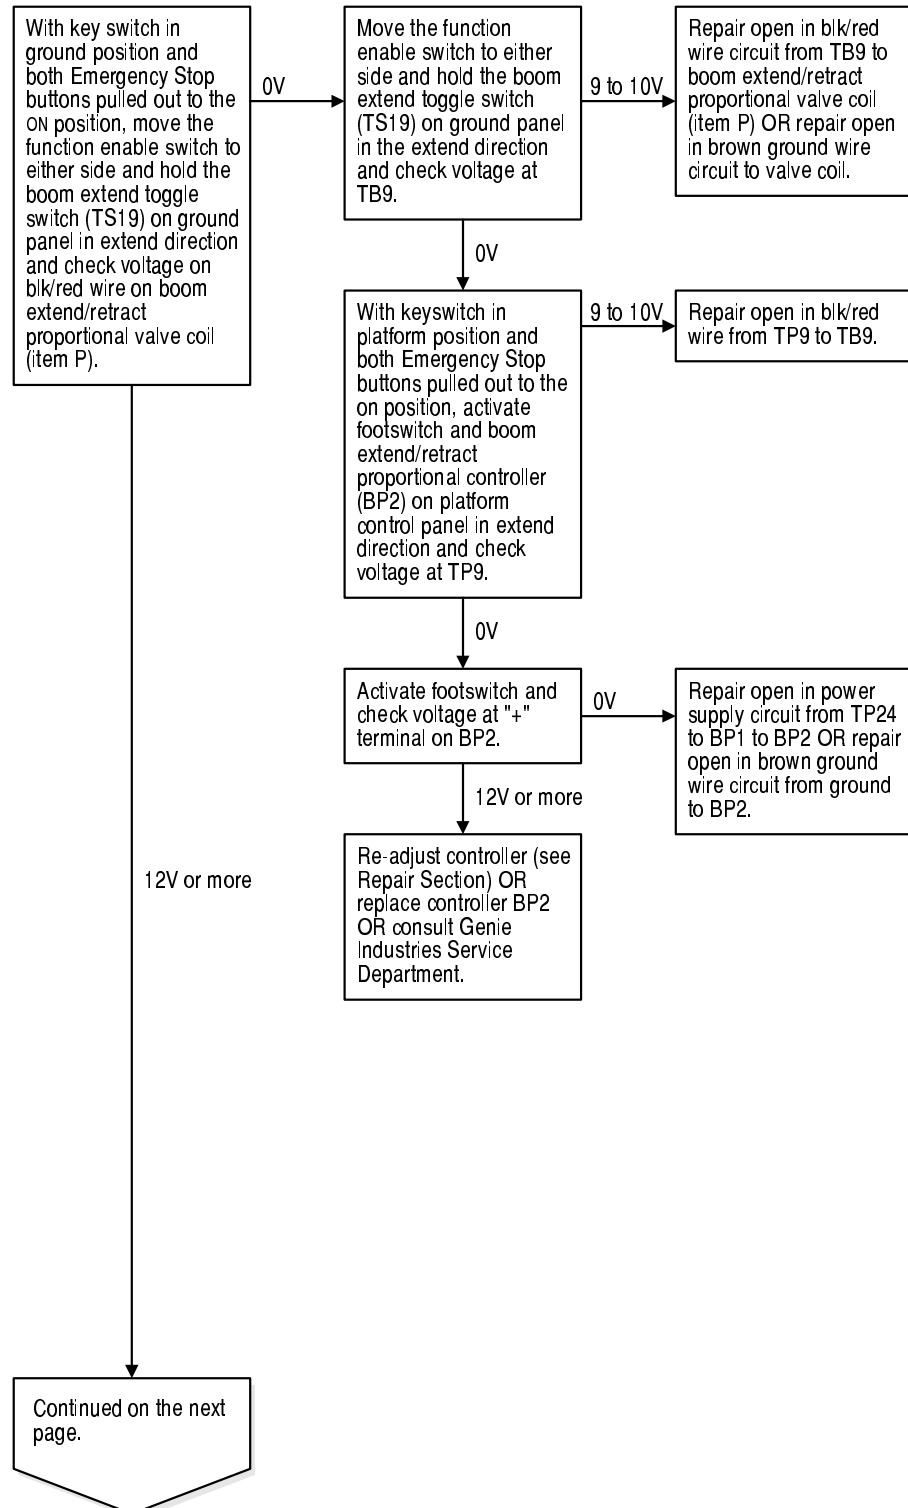 With key switch in
ground position and
both Emergency Stop
buttons pulled out to the
ON position, move the
function enable switch to
either side and hold the
boom extend toggle
switch (TS19) on ground
panel in extend direction
and check voltage on
blk/red wire on boom
extend/retract
proportional valve coil
(item P).
0V
Move the function
enable switch to either
side and hold the boom
extend toggle switch
(TS19) on ground panel
in the extend direction
and check voltage at
TB9.
9 to 10V
Repair open in blk/red
wire circuit from TB9 to
boom extend/retract
proportional valve coil
(item P) OR repair open
in brown ground wire
circuit to valve coil.
0V
With keyswitch in
platform position and
both Emergency Stop
buttons pulled out to the
on position, activate
footswitch and boom
extend/retract
proportional controller
(BP2) on platform
control panel in extend
direction and check
voltage at TP9.
9 to 10V
Repair open in blk/red
wire from TP9 to TB9.
0V
Activate footswitch and
check voltage at "+"
terminal on BP2.
0V
Repair open in power
supply circuit from TP24
to BP1 to BP2 OR repair
open in brown ground
wire circuit from ground
to BP2.
12V or more
Re-adjust controller (see
Repair Section) OR
replace controller BP2
OR consult Genie
Industries Service
Department.
12V or more
Continued on the next
page.